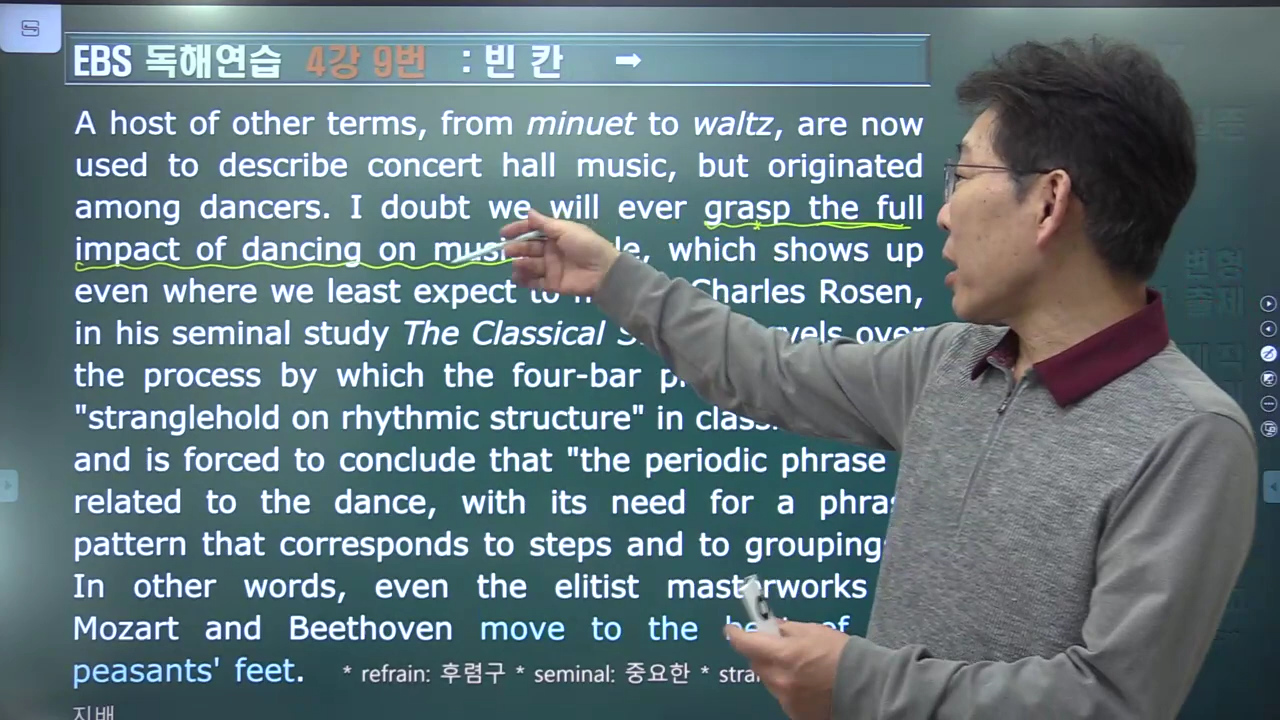 EBS 독해연습 4강 9번 : 빈 칸 ➡
A host of other terms, from minuet to waltz, are now
used to describe concert hall music, but originated
among dancers. I doubt we will ever grasp the full
impact of dancing on which shows up
even where we least expect to Charles Rosen,
in his seminal study The Classical over
the process by which the four-bar
"stranglehold on rhythmic structure" in
and is forced to conclude that "the periodic phrase
related to the dance, with its need for a
pattern that corresponds to steps and to
In other words, even the elitist masterworks
Mozart and Beethoven move to the of
peasants' feet. * refrain: 후렴구 * seminal: 중요한 *
지배